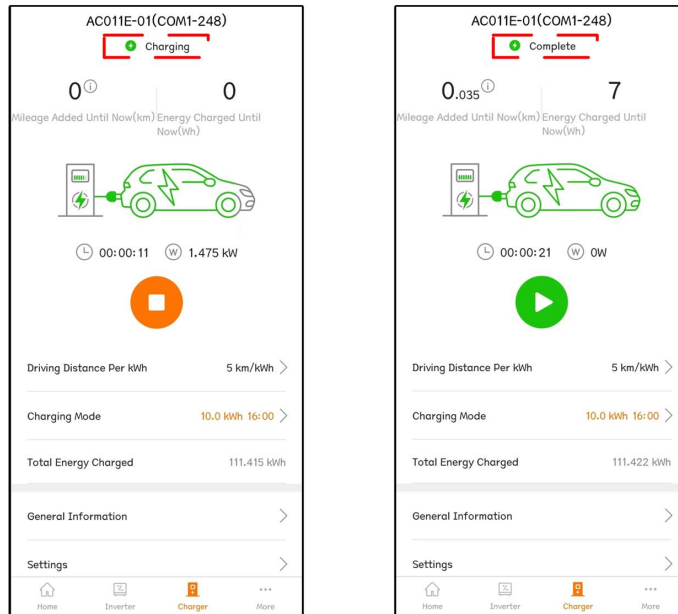 AC011E-01(COM1-248)
Charging
0 i 0
Mileage Added Until Now(km) Energy Charged Until Now(Wh)
00:00:11 W 1.475 kW
Driving Distance Per kWh 5 km/kWh
Charging Mode 10.0 kWh 16:00
Total Energy Charged 111.415 kWh
General Information
Settings
Home Inverter Charger More
AC011E-01(COM1-248)
Complete
0.035 i 7
Mileage Added Until Now(km) Energy Charged Until Now(Wh)
00:00:21 W 0W
Driving Distance Per kWh 5 km/kWh
Charging Mode 10.0 kWh 16:00
Total Energy Charged 111.422 kWh
General Information
Settings
Home Inverter Charger More